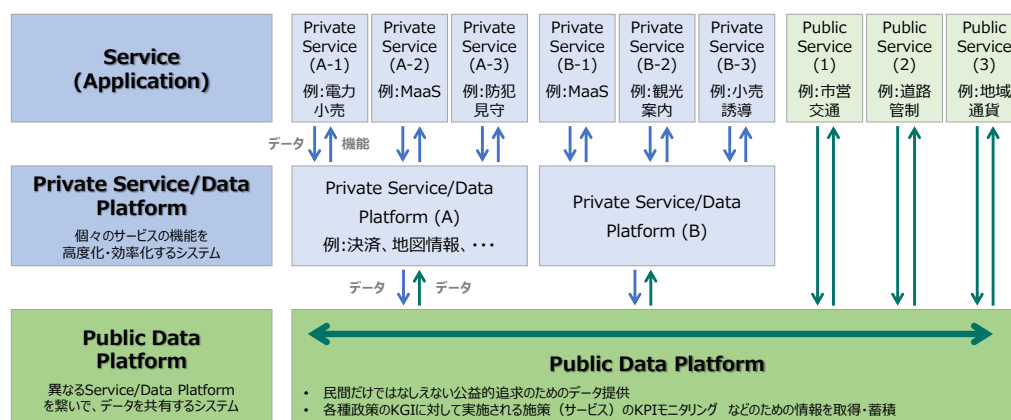 Service
(Application)
Private
Service
(A-1)
例:電力
小売
Private
Service
(A-2)
例:MaaS
Private
Service
(A-3)
例:防犯
見守
Private
Service
(B-1)
例:MaaS
Private
Service
(B-2)
例:観光
案内
Private
Service
(B-3)
例:小売
誘導
Public
Service
(1)
例:市営
交通
Public
Service
(2)
例:道路
管制
Public
Service
(3)
例:地域
通貨
データ
機能
Private Service/Data
Platform
個々のサービスの機能を
高度化・効率化するシステム
Private Service/Data
Platform (A)
例:決済、地図情報、・・・
Private Service/Data
Platform (B)
データ
データ
Public Data
Platform
異なるService/Data Platform
を繋いで、データを共有するシステム
Public Data Platform
• 民間だけではなしえない公益的追求のためのデータ提供
• 各種政策のKGIに対して実施される施策（サービス）のKPIモニタリング などのための情報を取得・蓄積